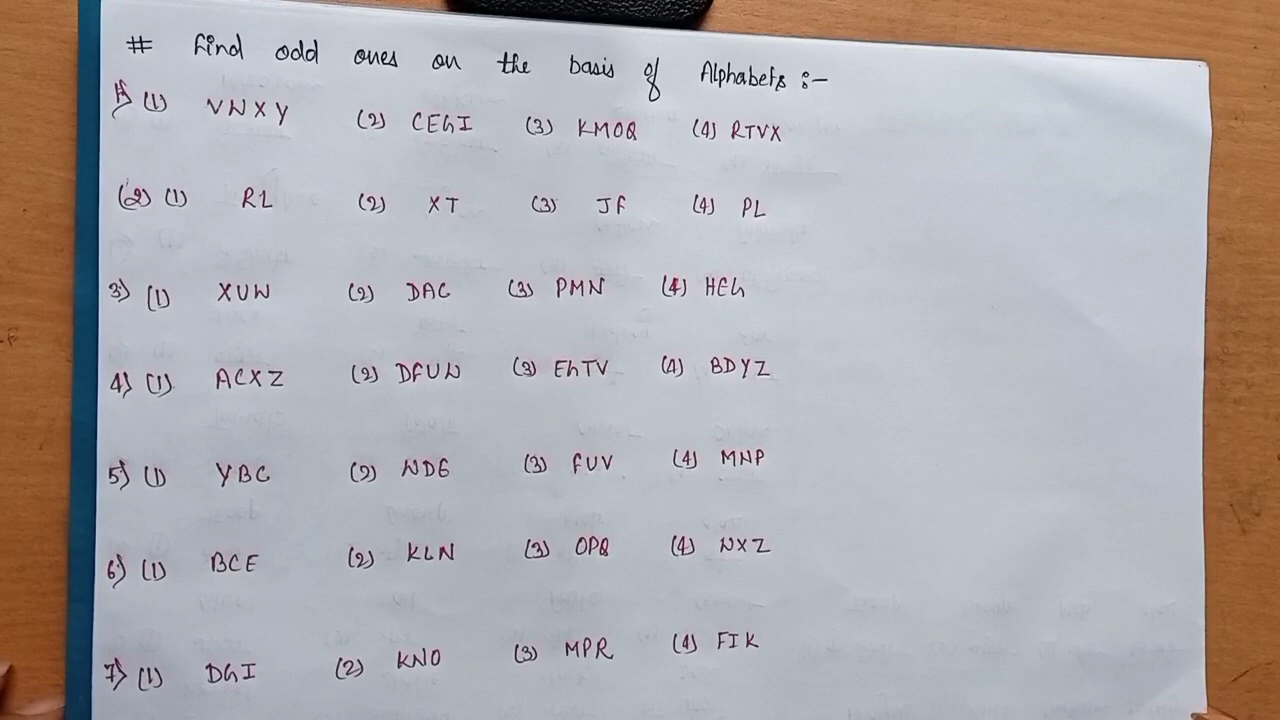 # Find odd ones on the basis of Alphabets :-
1) (1) VWXY (2) CEGI (3) KMOQ (4) RTVX
(2) (1) RL (2) XT (3) JF (4) PL
3) (1) XUW (2) DAC (3) PMN (4) HEG
4) (1) ACXZ (2) DFUW (3) EGTV (4) BDYZ
5) (1) YBC (2) WDE (3) FUV (4) MNP
6) (1) BCE (2) KLN (3) OPQ (4) WXZ
7) (1) DGI (2) KNO (3) MPR (4) FIK